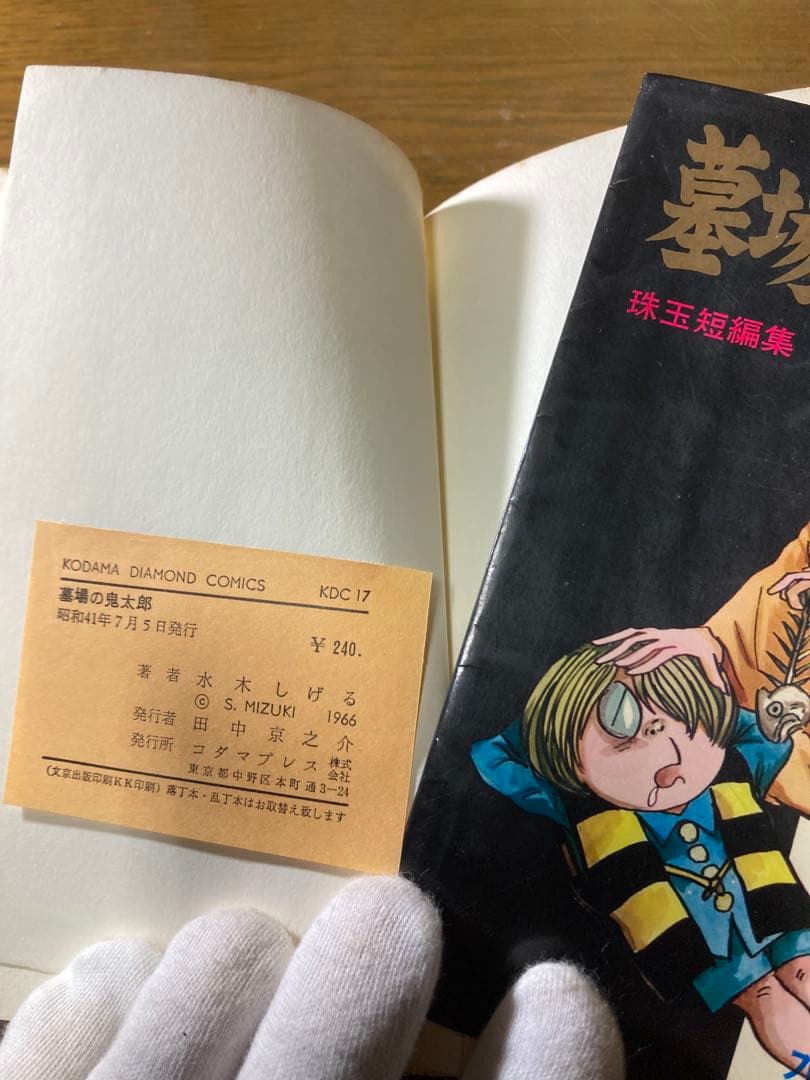 KODAMA DIAMOND COMICS KDC 17
墓場の鬼太郎
昭和41年7月5日発行
¥ 240.
著者 水木しげる
© S. MIZUKI 1966
発行者 田中京之介
発行所 コダマプレス 株式会社
東京都中野区本町通3—24
(文京出版印刷KK印刷) 落丁本・乱丁本はお取替え致します
墓場
珠玉短編集